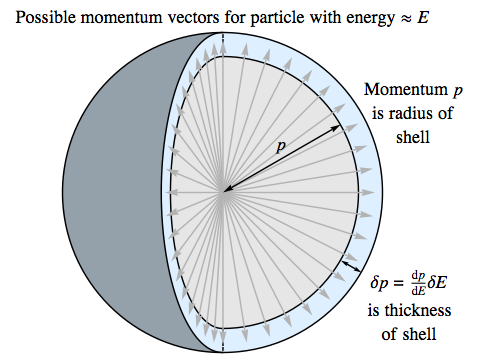 Possible momentum vectors for particle with energy ≈ E
Momentum p
is radius of
shell
p
δp = dp/dE δE
is thickness
of shell